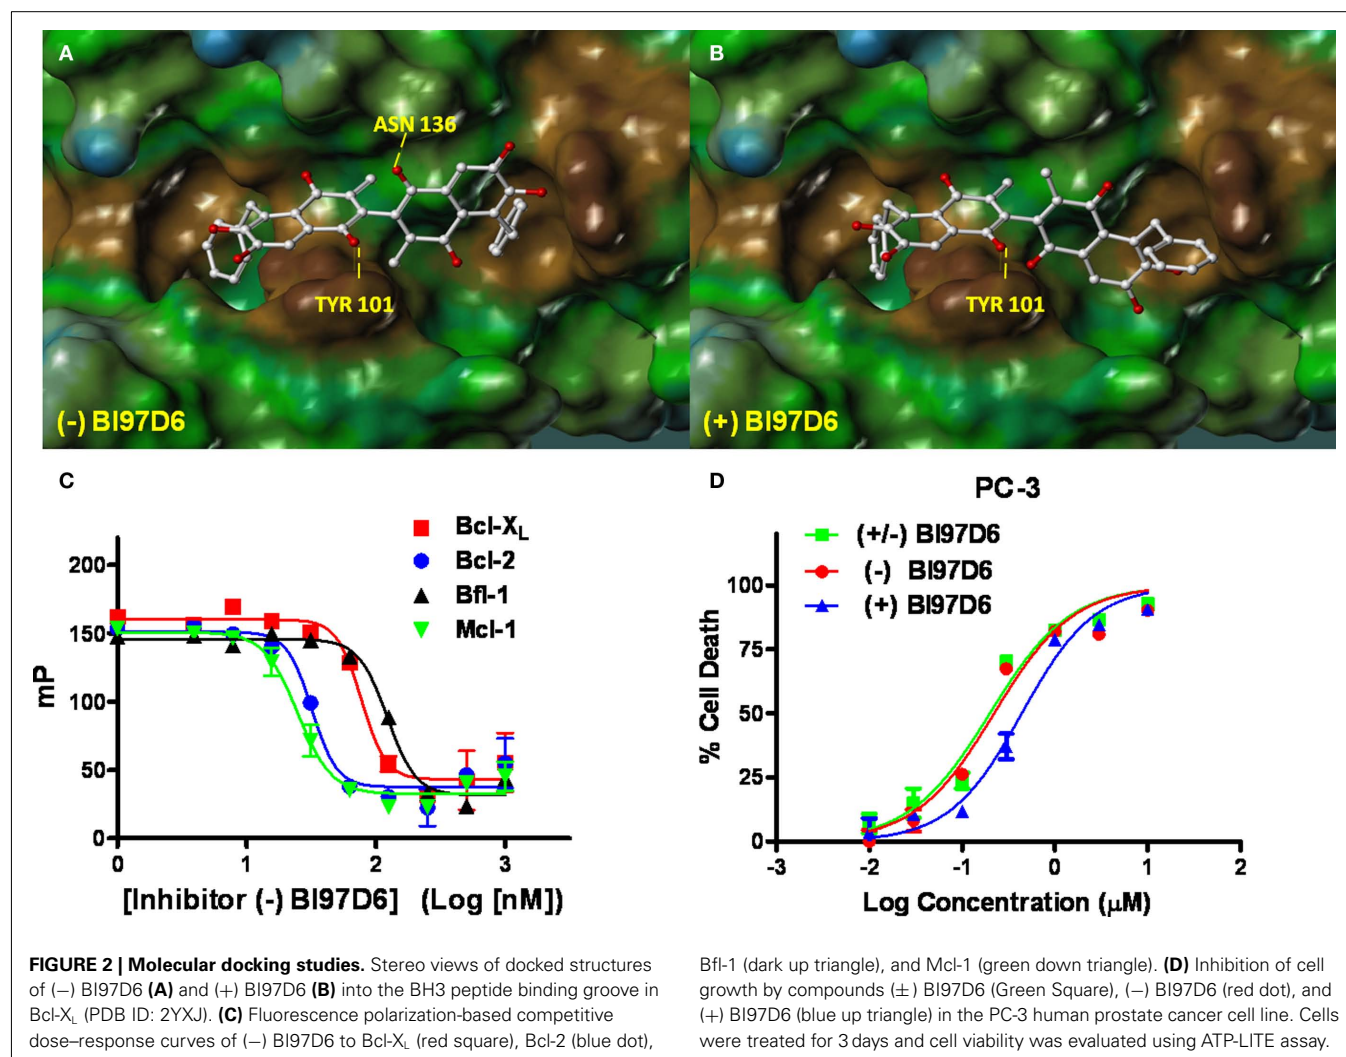 A
ASN 136
TYR 101
(-) BI97D6
B
TYR 101
(+) BI97D6
C
Bcl-XL
Bcl-2
Bfl-1
Mcl-1
200
150
100
50
0
mP
0 1 2 3
[Inhibitor (-) BI97D6] (Log [nM])
D
PC-3
(+/-) BI97D6
(-) BI97D6
(+) BI97D6
100
75
50
25
0
% Cell Death
-3 -2 -1 0 1 2
Log Concentration (μM)
FIGURE 2 | Molecular docking studies. Stereo views of docked structures
of (−) BI97D6 (A) and (+) BI97D6 (B) into the BH3 peptide binding groove in
Bcl-XL (PDB ID: 2YXJ). (C) Fluorescence polarization-based competitive
dose–response curves of (−) BI97D6 to Bcl-XL (red square), Bcl-2 (blue dot),
Bfl-1 (dark up triangle), and Mcl-1 (green down triangle). (D) Inhibition of cell
growth by compounds (±) BI97D6 (Green Square), (−) BI97D6 (red dot), and
(+) BI97D6 (blue up triangle) in the PC-3 human prostate cancer cell line. Cells
were treated for 3 days and cell viability was evaluated using ATP-LITE assay.